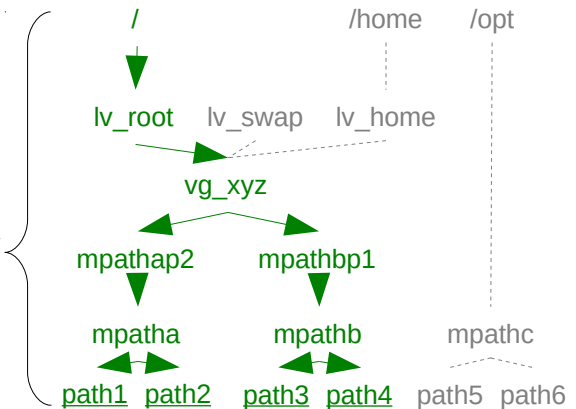 / /home /opt
lv_root lv_swap lv_home
vg_xyz
mpathap2 mpathbp1
mpatha mpathb mpathc
path1 path2 path3 path4 path5 path6